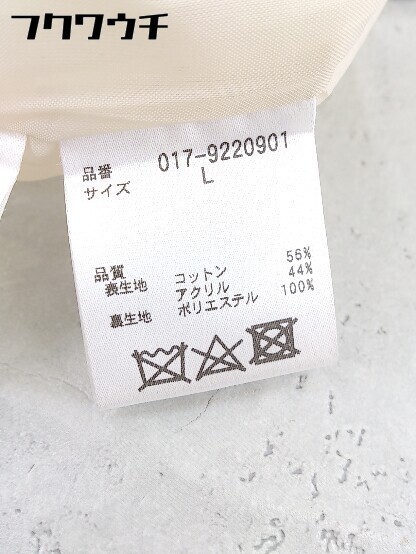 フクワウチ
品番 017-9220901
サイズ L
品質
表生地 コットン 56%
アクリル 44%
裏生地 ポリエステル 100%